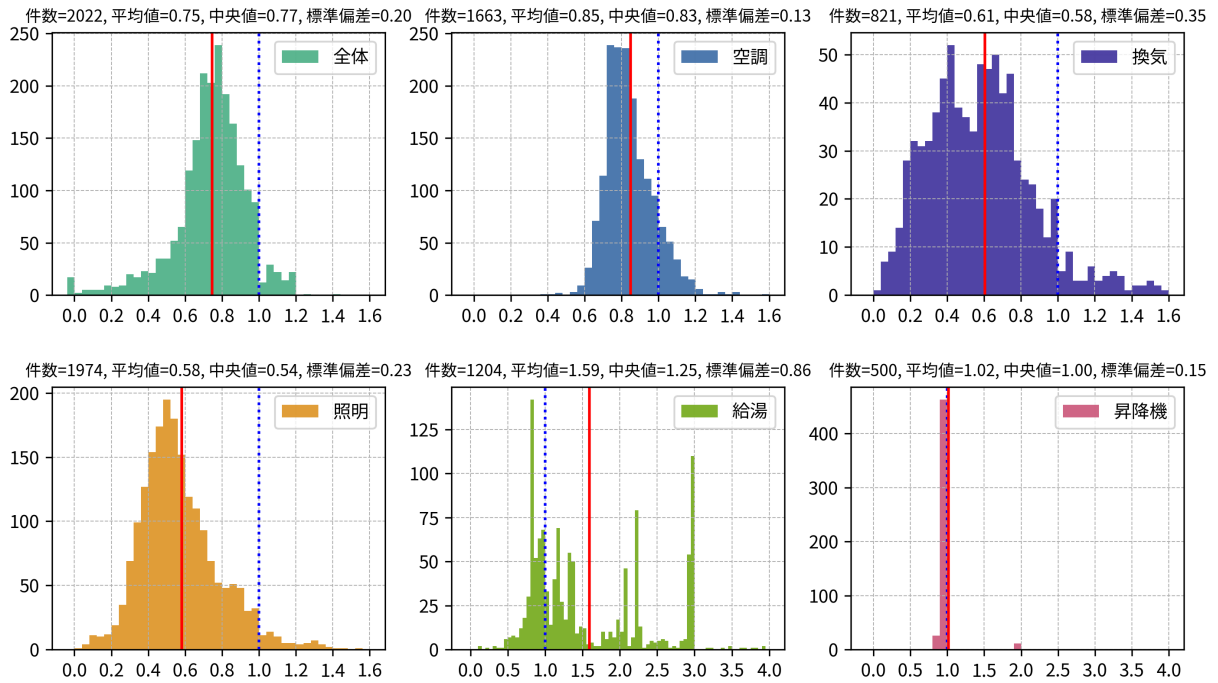 件数=2022, 平均値=0.75, 中央値=0.77, 標準偏差=0.20
250
200
150
100
50
0
0.0 0.2 0.4 0.6 0.8 1.0 1.2 1.4 1.6
全体
件数=1663, 平均値=0.85, 中央値=0.83, 標準偏差=0.13
250
200
150
100
50
0
0.0 0.2 0.4 0.6 0.8 1.0 1.2 1.4 1.6
空調
件数=821, 平均値=0.61, 中央値=0.58, 標準偏差=0.35
50
40
30
20
10
0
0.0 0.2 0.4 0.6 0.8 1.0 1.2 1.4 1.6
換気
件数=1974, 平均値=0.58, 中央値=0.54, 標準偏差=0.23
200
150
100
50
0
0.0 0.2 0.4 0.6 0.8 1.0 1.2 1.4 1.6
照明
件数=1204, 平均値=1.59, 中央値=1.25, 標準偏差=0.86
125
100
75
50
25
0
0.0 0.5 1.0 1.5 2.0 2.5 3.0 3.5 4.0
給湯
件数=500, 平均値=1.02, 中央値=1.00, 標準偏差=0.15
400
300
200
100
0
0.0 0.5 1.0 1.5 2.0 2.5 3.0 3.5 4.0
昇降機